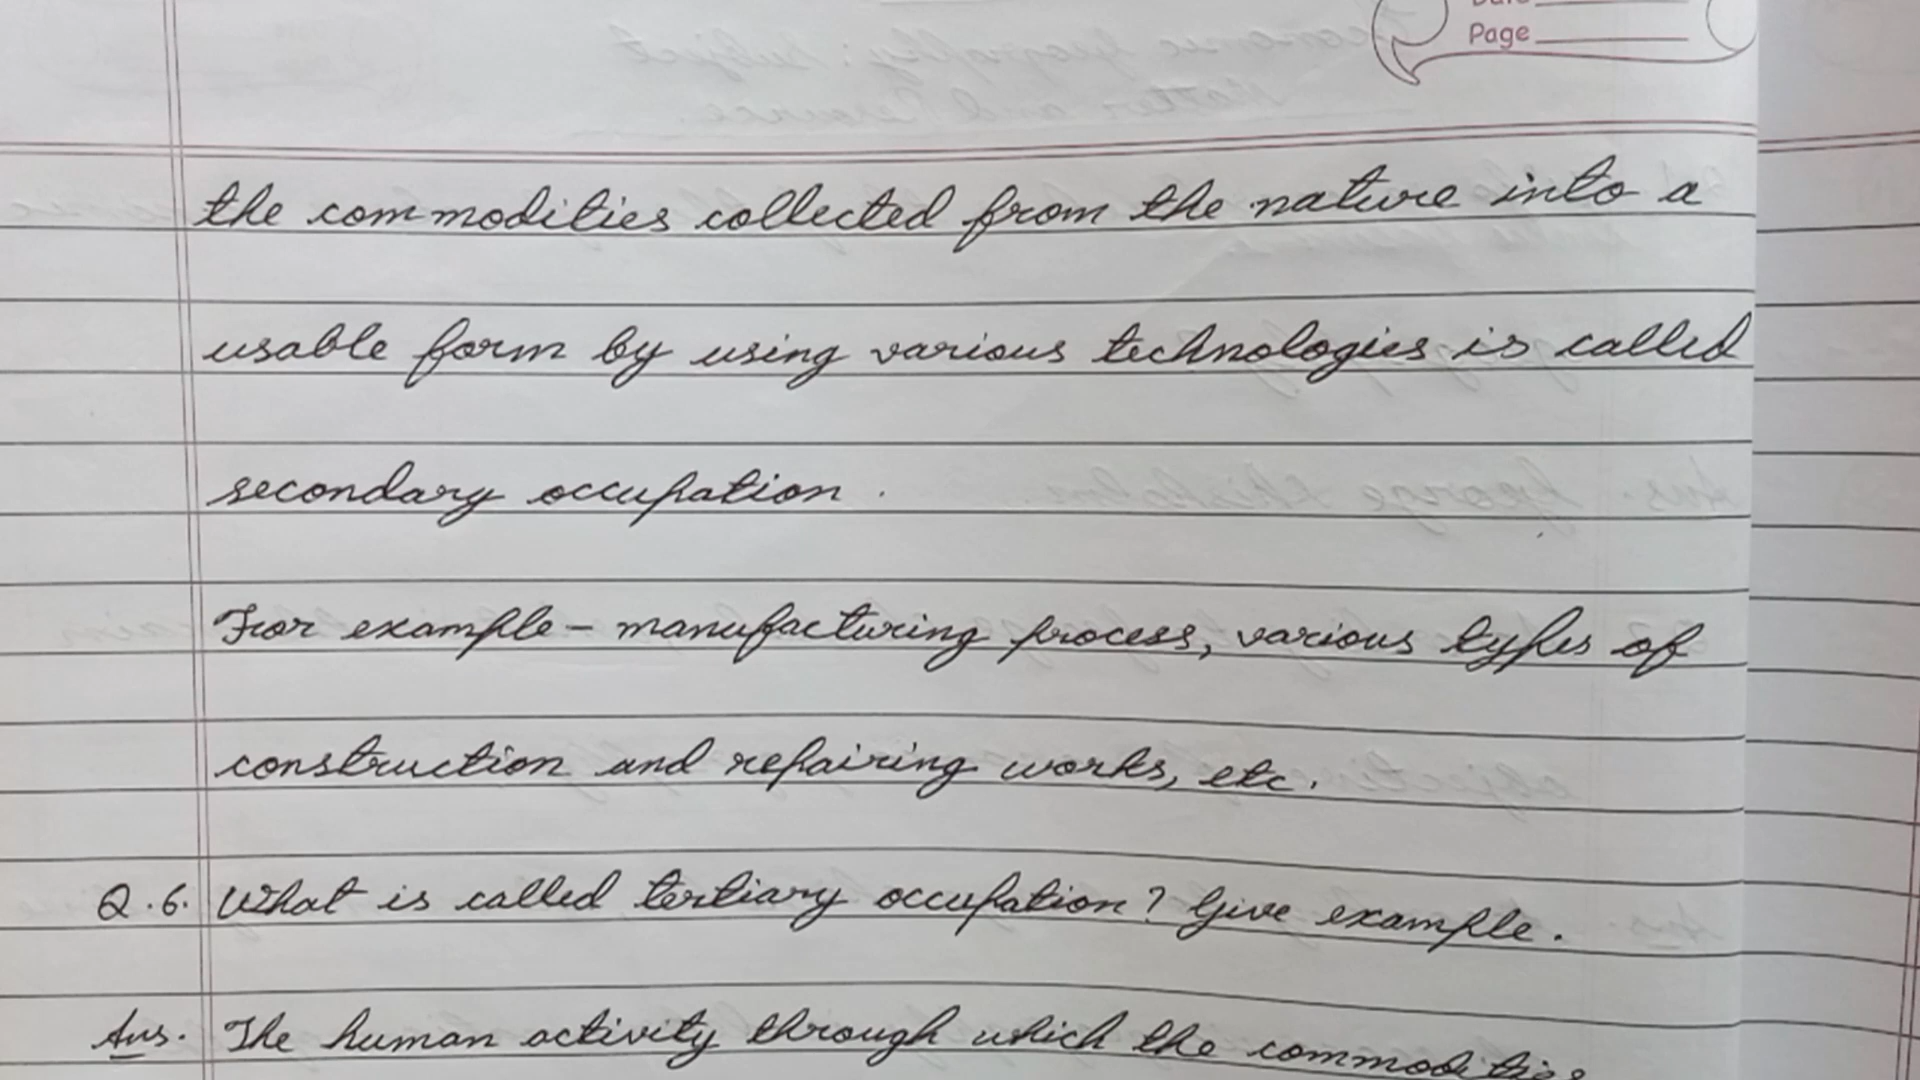 Page
the commodities collected from the nature into a
usable form by using various technologies is called
secondary occupation.
For example - manufacturing process, various types of
construction and repairing works, etc.
Q.6. What is called tertiary occupation? Give example.
Ans. The human activity through which the commodities